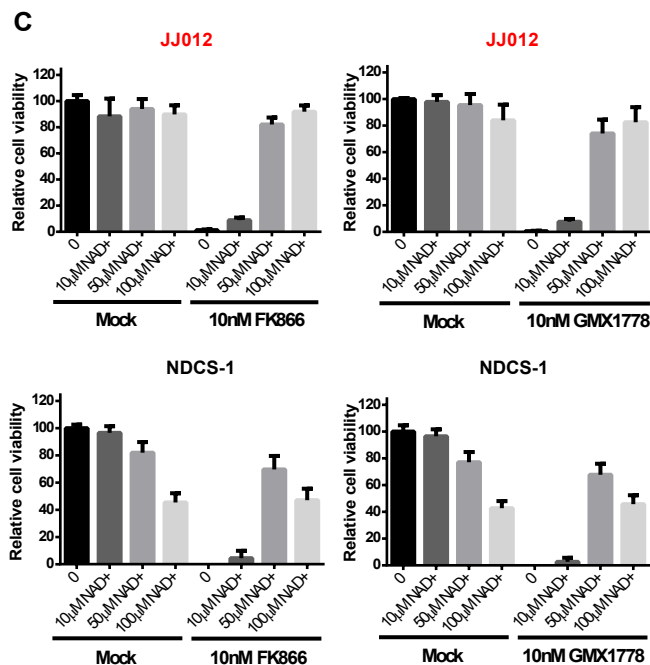 C
JJ012
JJ012
Relative cell viability
120
100
80
60
40
20
0
0
10μMNAD+
50μMNAD+
100μMNAD+
0
10μMNAD+
50μMNAD+
100μMNAD+
Mock
10nM FK866
Relative cell viability
120
100
80
60
40
20
0
0
10μMNAD+
50μMNAD+
100μMNAD+
0
10μMNAD+
50μMNAD+
100μMNAD+
Mock
10nM GMX1778
NDCS-1
NDCS-1
Relative cell viability
120
100
80
60
40
20
0
0
10μMNAD+
50μMNAD+
100μMNAD+
0
10μMNAD+
50μMNAD+
100μMNAD+
Mock
10nM FK866
Relative cell viability
120
100
80
60
40
20
0
0
10μMNAD+
50μMNAD+
100μMNAD+
0
10μMNAD+
50μMNAD+
100μMNAD+
Mock
10nM GMX1778